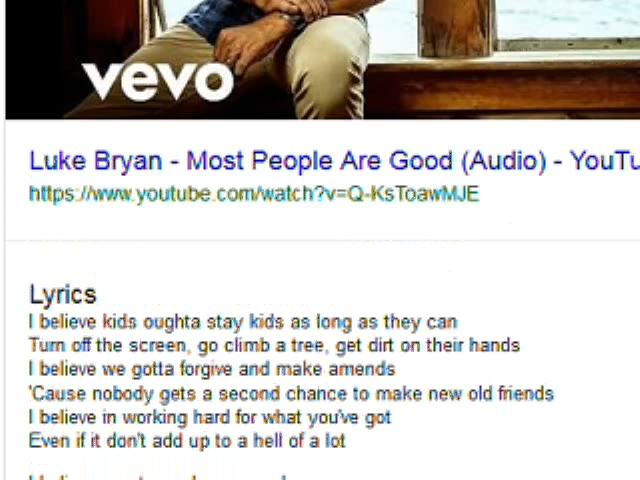 vevo
Luke Bryan - Most People Are Good (Audio) - YouTu
https://www.youtube.com/watch?v=Q-KsToawMJE
Lyrics
I believe kids oughta stay kids as long as they can
Turn off the screen, go climb a tree, get dirt on their hands
I believe we gotta forgive and make amends
'Cause nobody gets a second chance to make new old friends
I believe in working hard for what you've got
Even if it don't add up to a hell of a lot